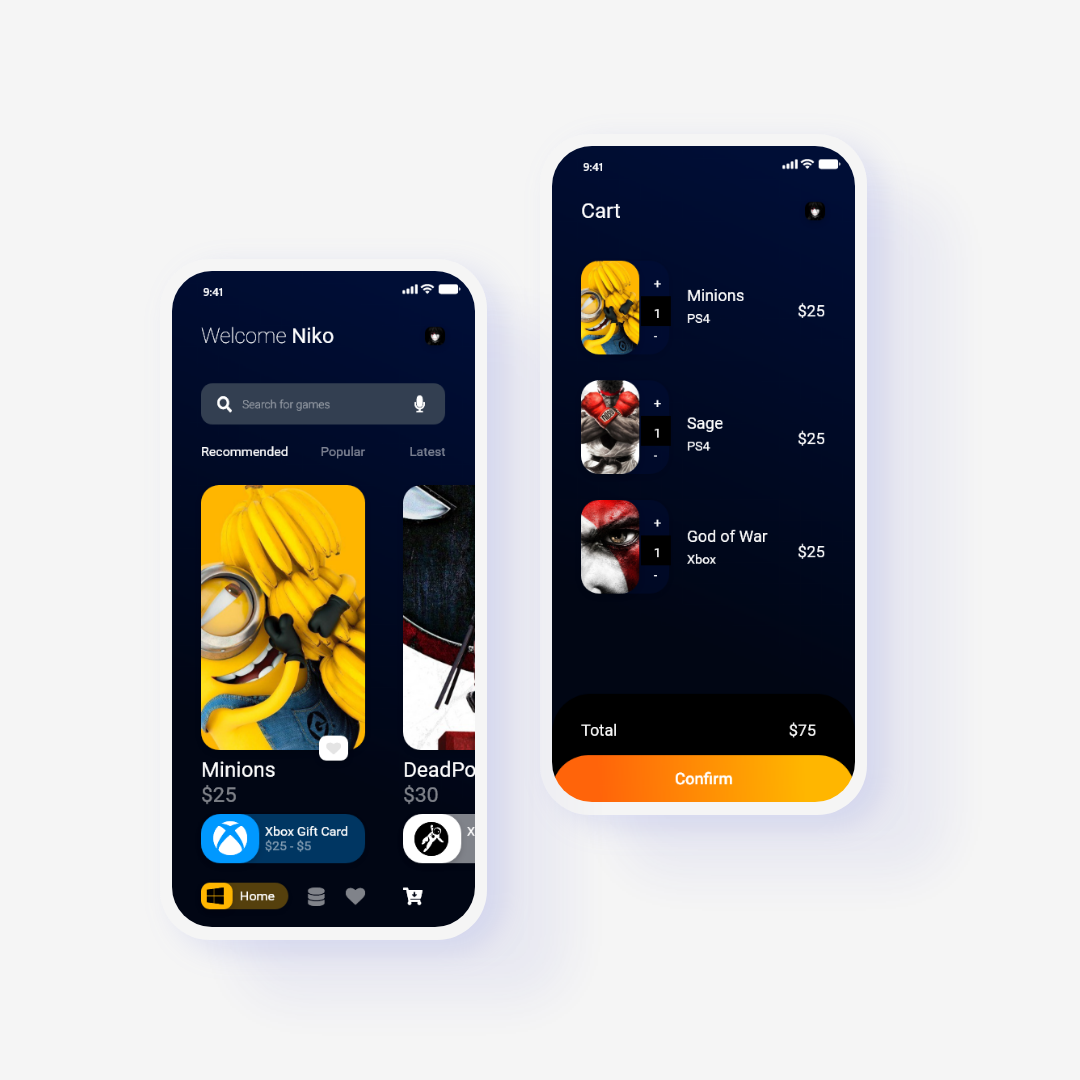 9:41
Welcome Niko
Search for games
Recommended Popular Latest
Minions
$25
DeadPo
$30
Xbox Gift Card
$25 - $5
X
Home
9:41
Cart
+
1
-
Minions
PS4
$25
+
1
-
Sage
PS4
$25
+
1
-
God of War
Xbox
$25
Total $75
Confirm